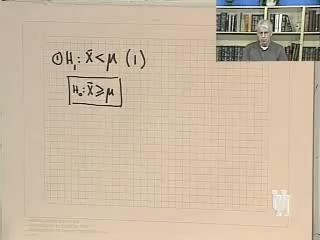 ① H₁: x̄ < μ (1)
H₀: x̄ ≥ μ